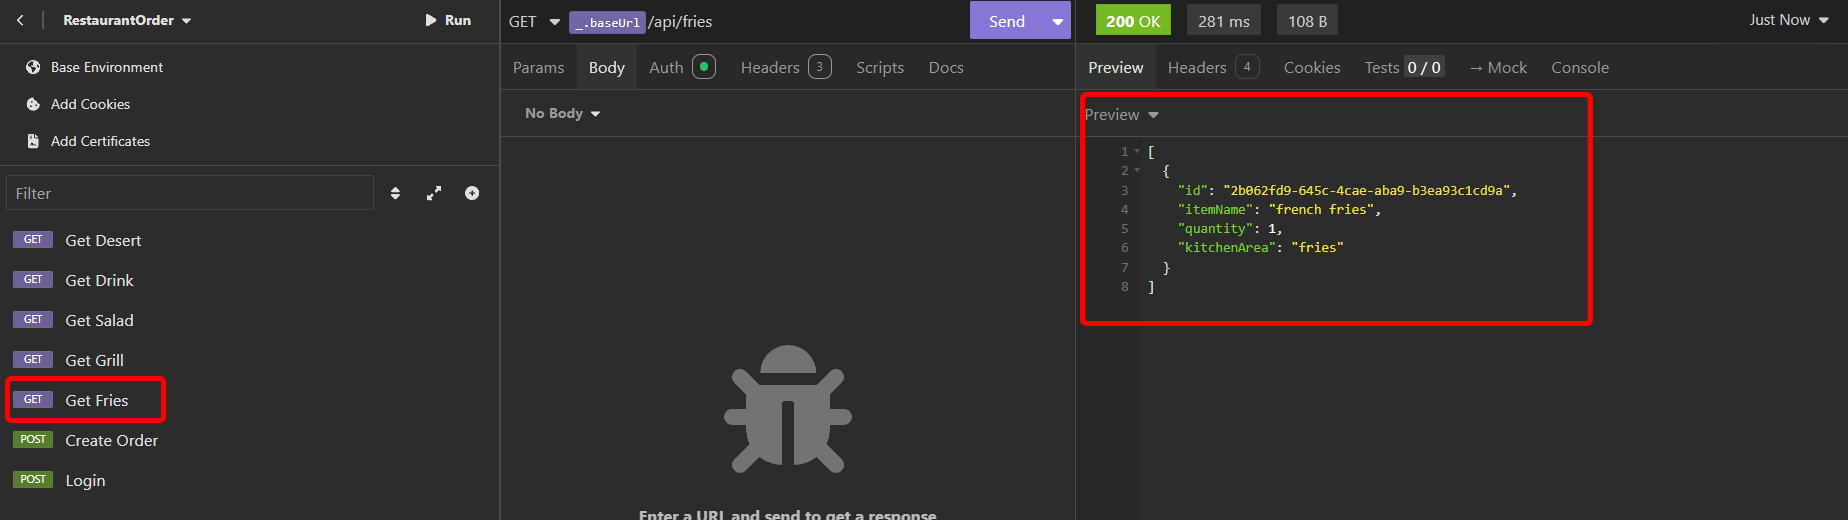 RestaurantOrder
Run
Base Environment
Add Cookies
Add Certificates
Filter
GET Get Desert
GET Get Drink
GET Get Salad
GET Get Grill
GET Get Fries
POST Create Order
POST Login
GET _.baseUrl /api/fries Send
Params Body Auth Headers 3 Scripts Docs
No Body
Enter a URL and send to get a response
200 OK 281 ms 108 B Just Now
Preview Headers 4 Cookies Tests 0 / 0 → Mock Console
Preview
1 [
2 {
3 "id": "2b062fd9-645c-4cae-aba9-b3ea93c1cd9a",
4 "itemName": "french fries",
5 "quantity": 1,
6 "kitchenArea": "fries"
7 }
8 ]